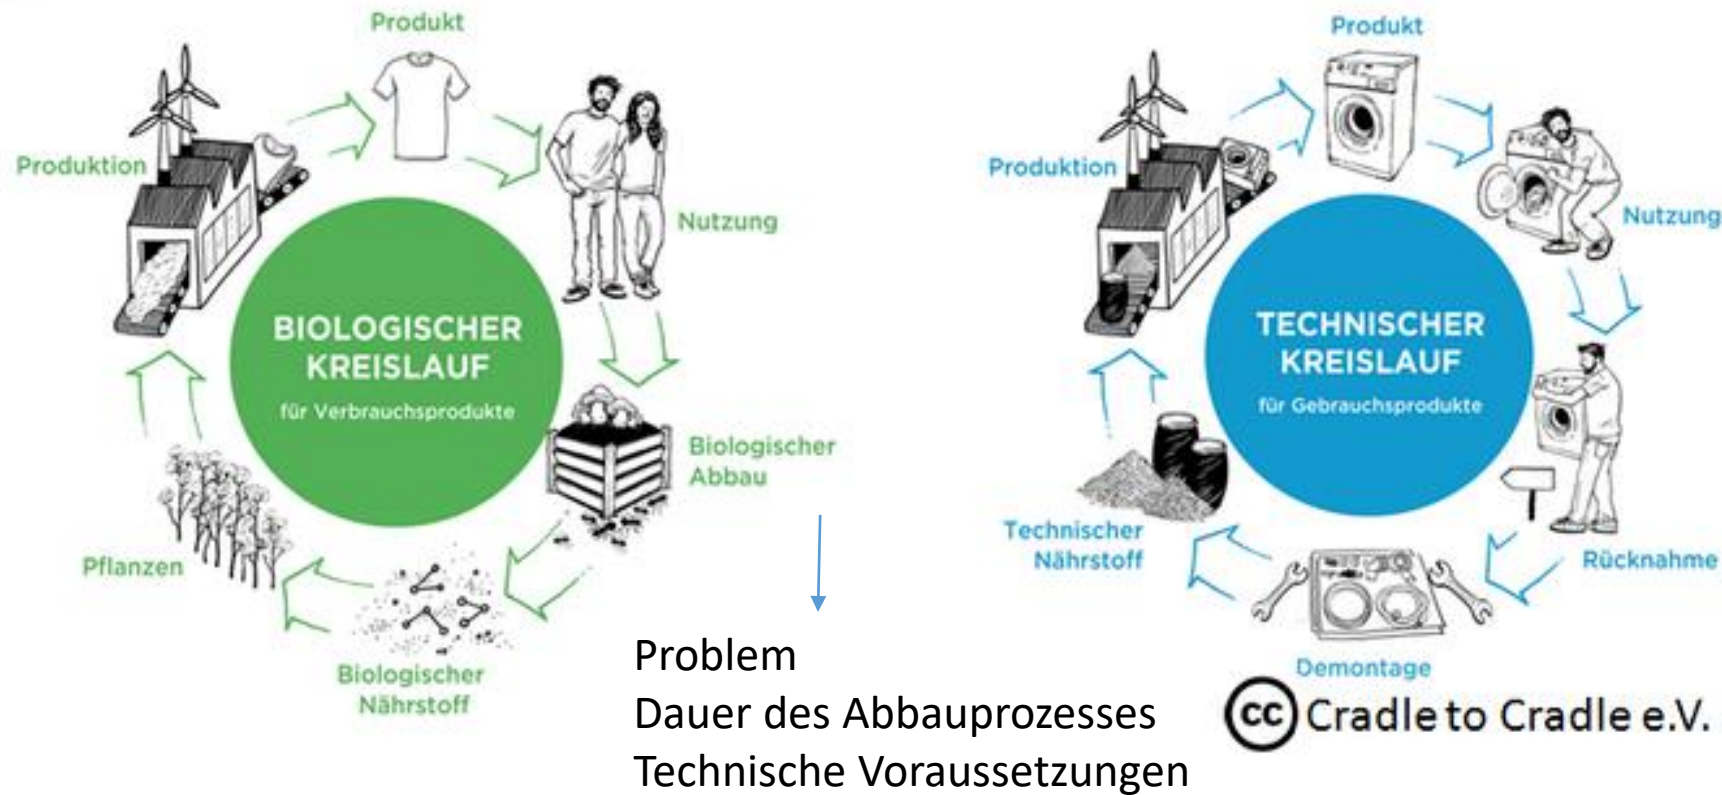 Produkt
Produktion
Nutzung
BIOLOGISCHER
KREISLAUF
für Verbrauchsprodukte
Biologischer
Abbau
Pflanzen
Biologischer
Nährstoff
Produkt
Produktion
Nutzung
TECHNISCHER
KREISLAUF
für Gebrauchsprodukte
Technischer
Nährstoff
Rücknahme
Demontage
Problem
Dauer des Abbauprozesses
Technische Voraussetzungen
cc Cradle to Cradle e.V.